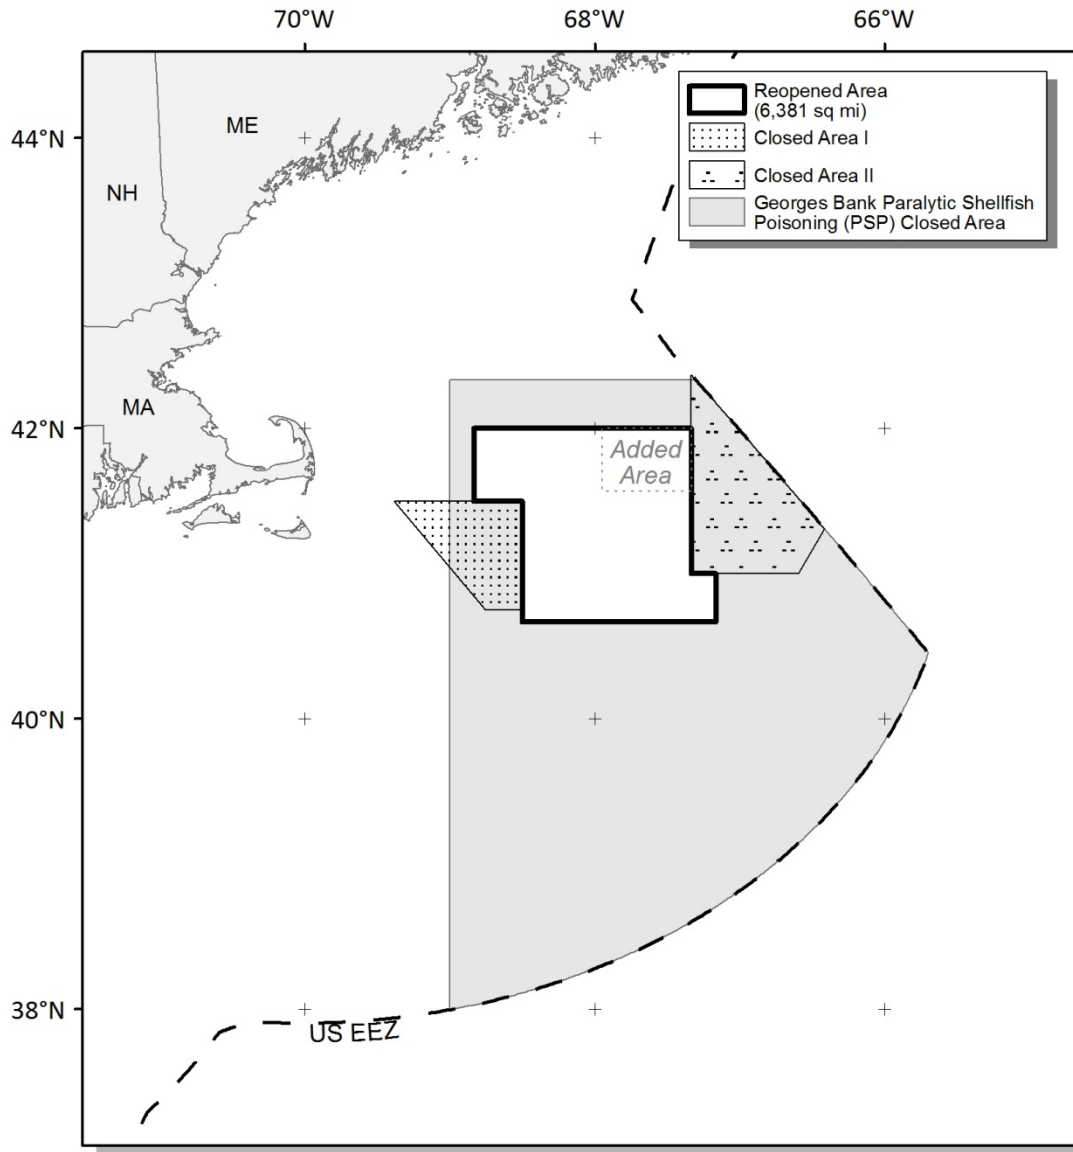 70°W 68°W 66°W
44°N
42°N
40°N
38°N
ME
NH
MA
Reopened Area
(6,381 sq mi)
Closed Area I
Closed Area II
Georges Bank Paralytic Shellfish
Poisoning (PSP) Closed Area
Added
Area
US EEZ